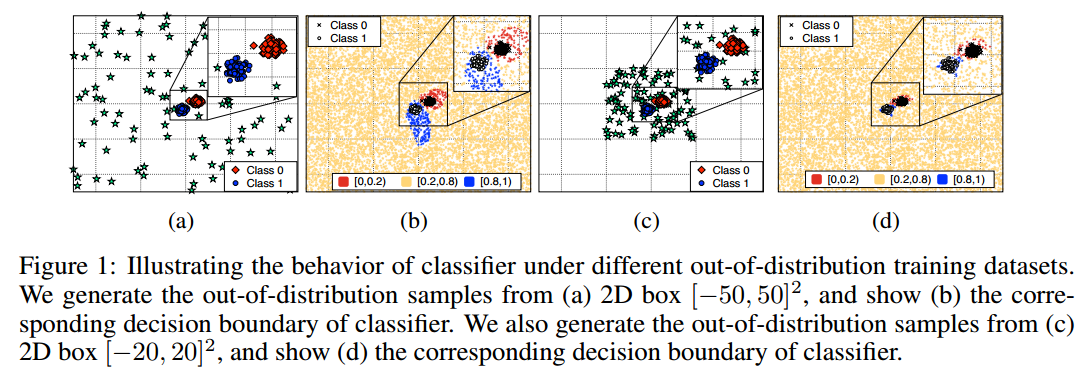 Class 0
Class 1
[0,0.2) [0.2,0.8) [0.8,1)
Class 0
Class 1
Class 0
Class 1
Class 0
Class 1
[0,0.2) [0.2,0.8) [0.8,1)
(a) (b) (c) (d)
Figure 1: Illustrating the behavior of classifier under different out-of-distribution training datasets.
We generate the out-of-distribution samples from (a) 2D box [−50, 50]², and show (b) the corre-
sponding decision boundary of classifier. We also generate the out-of-distribution samples from (c)
2D box [−20, 20]², and show (d) the corresponding decision boundary of classifier.